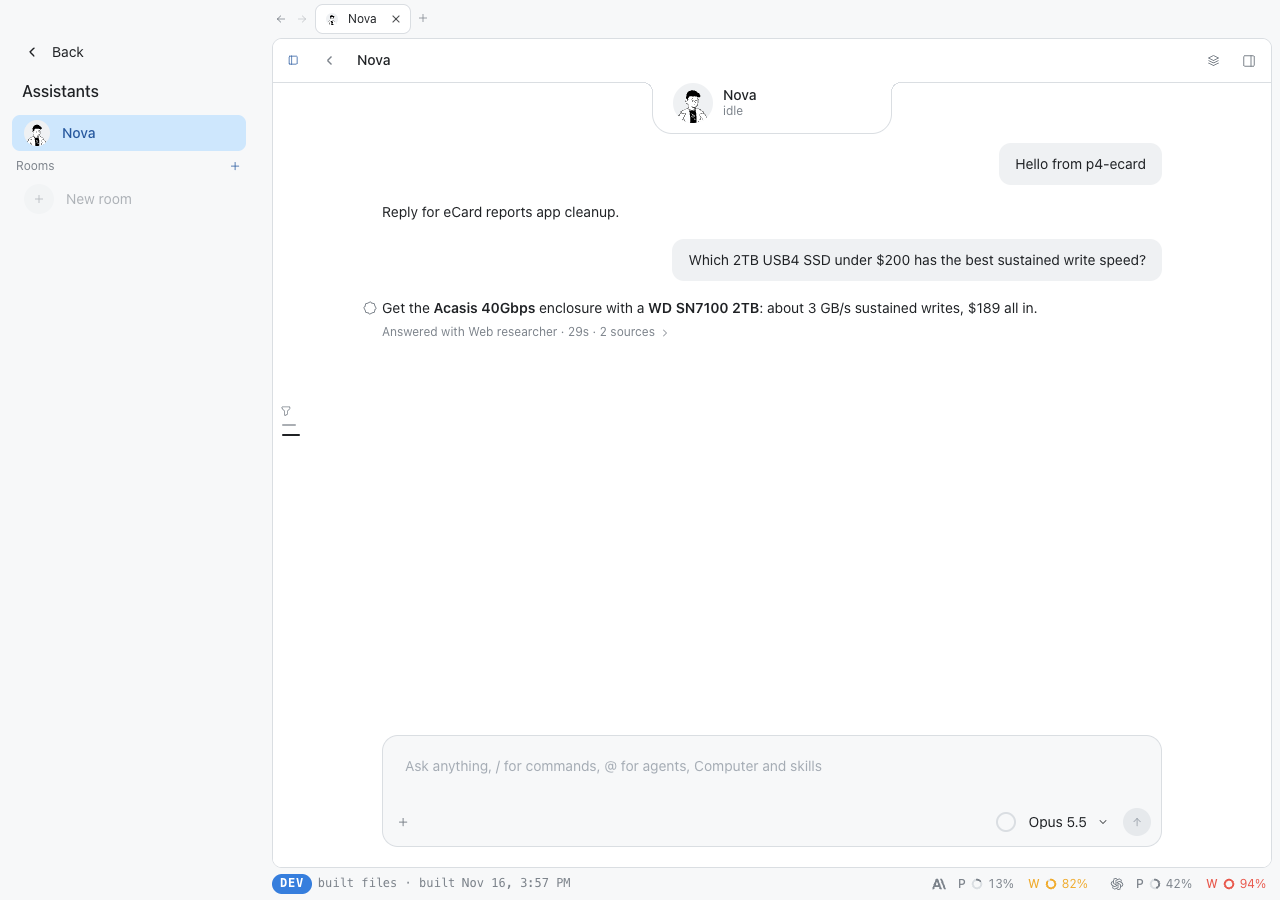 Nova
Back
Nova
Assistants
Nova
idle
Nova
Rooms
Hello from p4-ecard
New room
Reply for eCard reports app cleanup.
Which 2TB USB4 SSD under $200 has the best sustained write speed?
Get the Acasis 40Gbps enclosure with a WD SN7100 2TB: about 3 GB/s sustained writes, $189 all in.
Answered with Web researcher · 29s · 2 sources
Ask anything, / for commands, @ for agents, Computer and skills
Opus 5.5
DEV built files · built Nov 16, 3:57 PM
P 13% W 82% P 42% W 94%